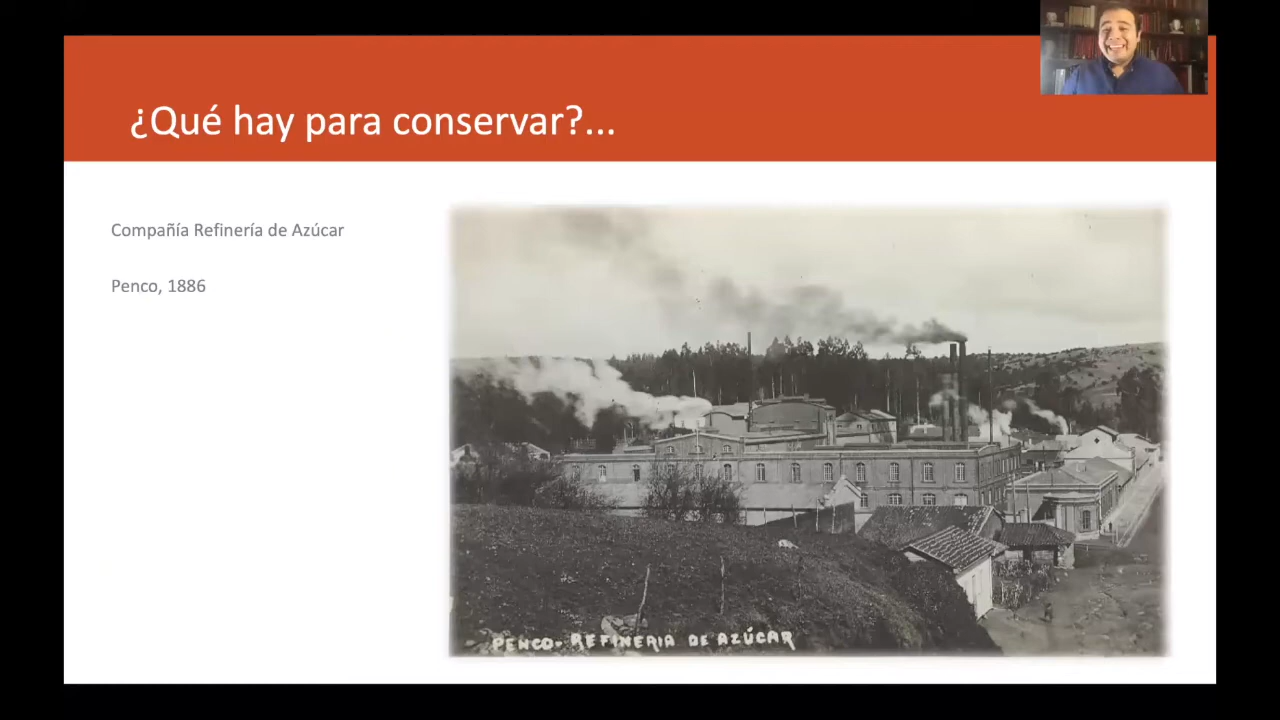 ¿Qué hay para conservar?...
Compañía Refinería de Azúcar
Penco, 1886
PENCO- REFINERIA DE AZÚCAR